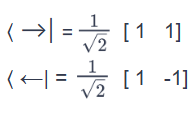 ⟨ →| = 1/√2 [ 1 1]
⟨ ←| = 1/√2 [ 1 -1]